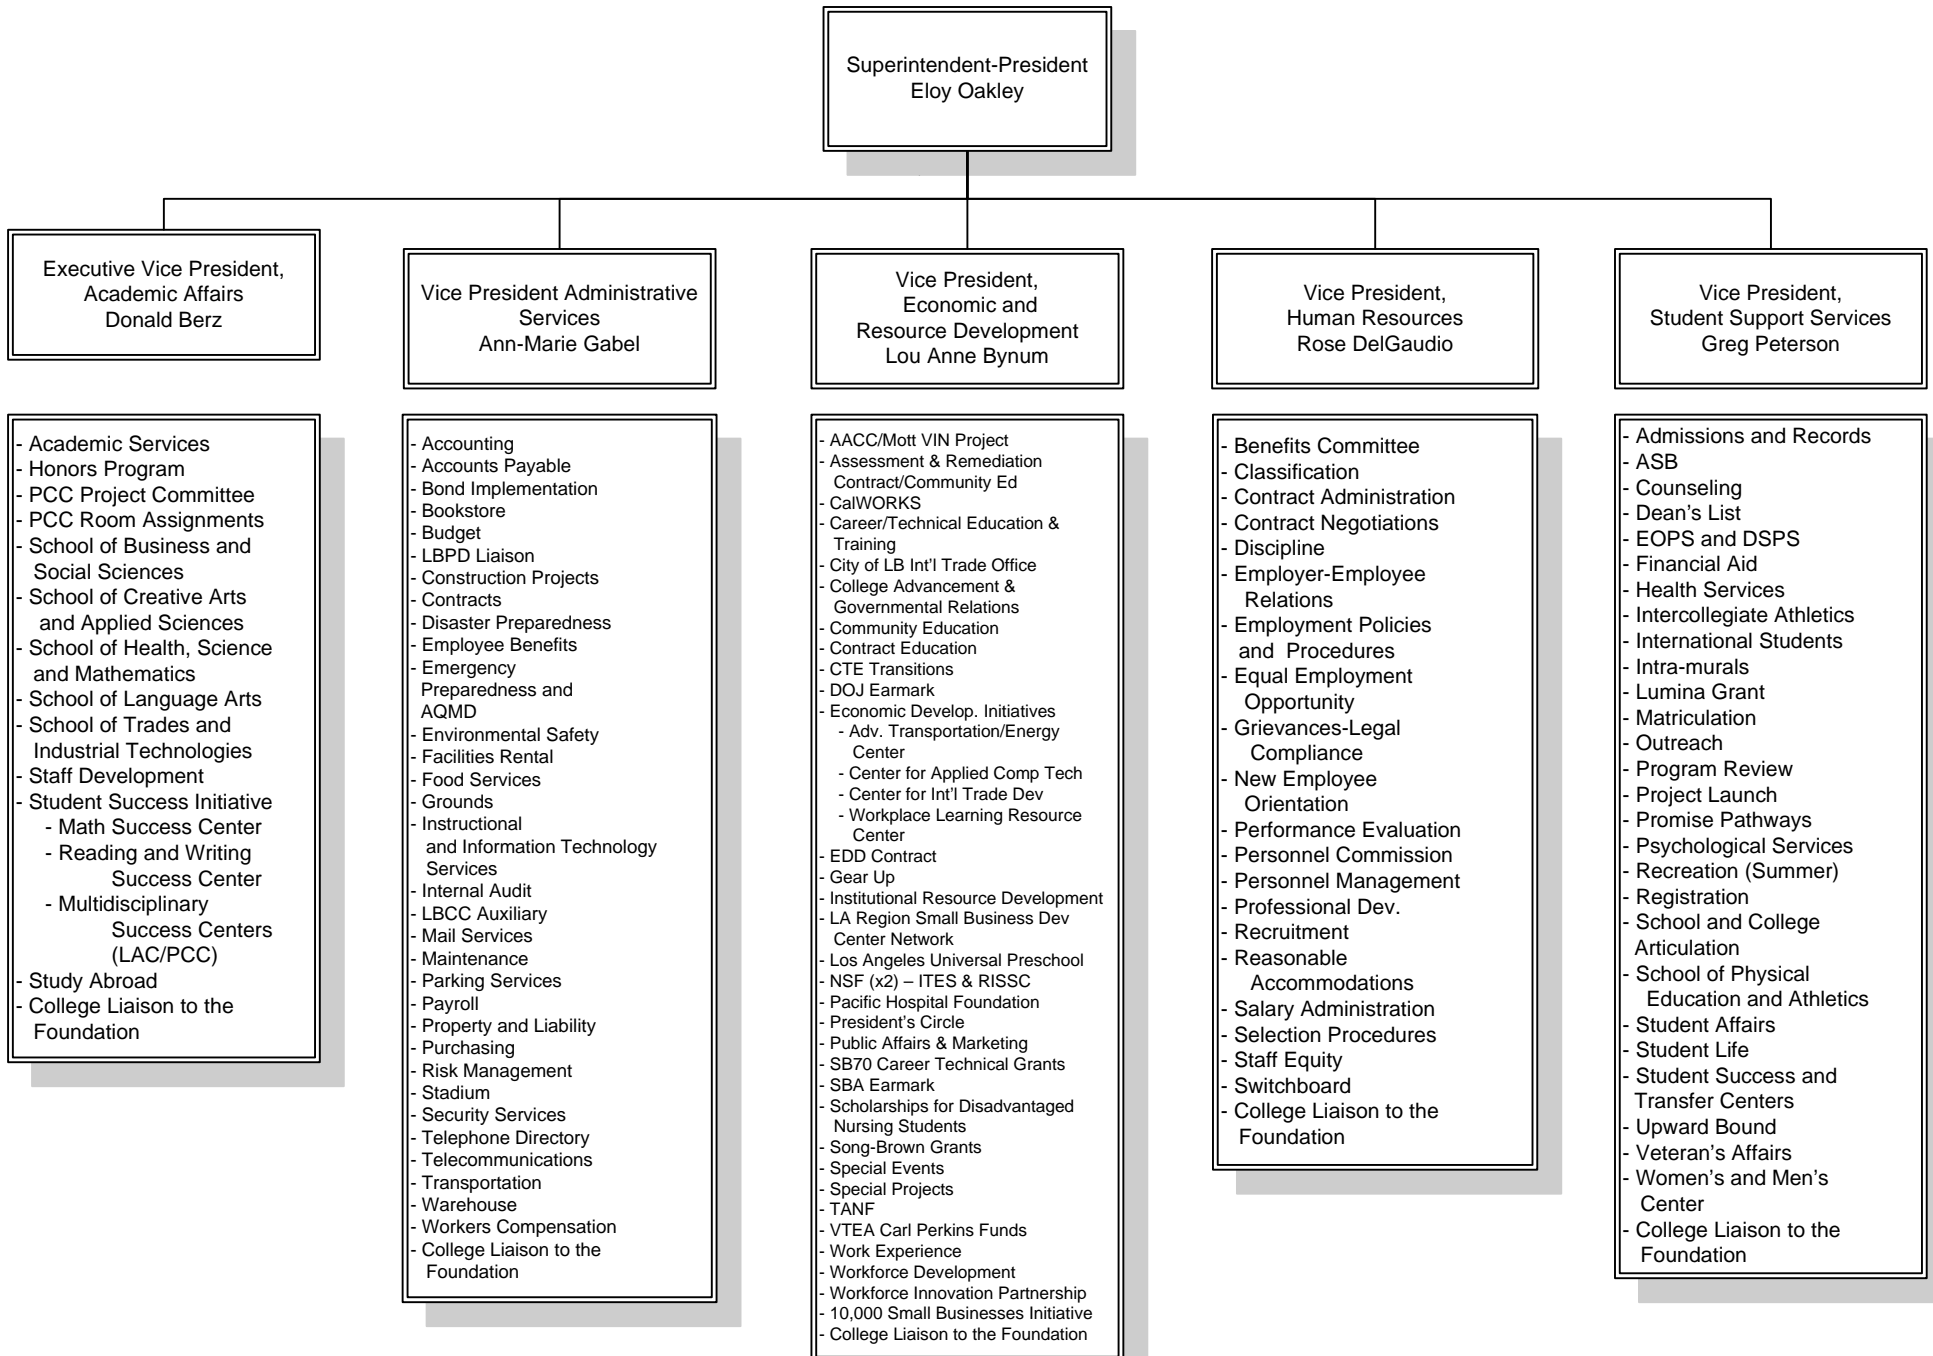 Superintendent-President
Eloy Oakley
Executive Vice President,
Academic Affairs
Donald Berz
Vice President Administrative
Services
Ann-Marie Gabel
Vice President,
Economic and
Resource Development
Lou Anne Bynum
Vice President,
Human Resources
Rose DelGaudio
Vice President,
Student Support Services
Greg Peterson
- Academic Services
- Honors Program
- PCC Project Committee
- PCC Room Assignments
- School of Business and
Social Sciences
- School of Creative Arts
and Applied Sciences
- School of Health, Science
and Mathematics
- School of Language Arts
- School of Trades and
Industrial Technologies
- Staff Development
- Student Success Initiative
- Math Success Center
- Reading and Writing
Success Center
- Multidisciplinary
Success Centers
(LAC/PCC)
- Study Abroad
- College Liaison to the
Foundation
- Accounting
- Accounts Payable
- Bond Implementation
- Bookstore
- Budget
- LBPD Liaison
- Construction Projects
- Contracts
- Disaster Preparedness
- Employee Benefits
- Emergency
Preparedness and
AQMD
- Environmental Safety
- Facilities Rental
- Food Services
- Grounds
- Instructional
and Information Technology
Services
- Internal Audit
- LBCC Auxiliary
- Mail Services
- Maintenance
- Parking Services
- Payroll
- Property and Liability
- Purchasing
- Risk Management
- Stadium
- Security Services
- Telephone Directory
- Telecommunications
- Transportation
- Warehouse
- Workers Compensation
- College Liaison to the
Foundation
- AACC/Mott VIN Project
- Assessment & Remediation
Contract/Community Ed
- CalWORKS
- Career/Technical Education &
Training
- City of LB Int'l Trade Office
- College Advancement &
Governmental Relations
- Community Education
- Contract Education
- CTE Transitions
- DOJ Earmark
- Economic Develop. Initiatives
- Adv. Transportation/Energy
Center
- Center for Applied Comp Tech
- Center for Int'l Trade Dev
- Workplace Learning Resource
Center
- EDD Contract
- Gear Up
- Institutional Resource Development
- LA Region Small Business Dev
Center Network
- Los Angeles Universal Preschool
- NSF (x2) – ITES & RISSC
- Pacific Hospital Foundation
- President's Circle
- Public Affairs & Marketing
- SB70 Career Technical Grants
- SBA Earmark
- Scholarships for Disadvantaged
Nursing Students
- Song-Brown Grants
- Special Events
- Special Projects
- TANF
- VTEA Carl Perkins Funds
- Work Experience
- Workforce Development
- Workforce Innovation Partnership
- 10,000 Small Businesses Initiative
- College Liaison to the Foundation
- Benefits Committee
- Classification
- Contract Administration
- Contract Negotiations
- Discipline
- Employer-Employee
Relations
- Employment Policies
and Procedures
- Equal Employment
Opportunity
- Grievances-Legal
Compliance
- New Employee
Orientation
- Performance Evaluation
- Personnel Commission
- Personnel Management
- Professional Dev.
- Recruitment
- Reasonable
Accommodations
- Salary Administration
- Selection Procedures
- Staff Equity
- Switchboard
- College Liaison to the
Foundation
- Admissions and Records
- ASB
- Counseling
- Dean's List
- EOPS and DSPS
- Financial Aid
- Health Services
- Intercollegiate Athletics
- International Students
- Intra-murals
- Lumina Grant
- Matriculation
- Outreach
- Program Review
- Project Launch
- Promise Pathways
- Psychological Services
- Recreation (Summer)
- Registration
- School and College
Articulation
- School of Physical
Education and Athletics
- Student Affairs
- Student Life
- Student Success and
Transfer Centers
- Upward Bound
- Veteran's Affairs
- Women's and Men's
Center
- College Liaison to the
Foundation